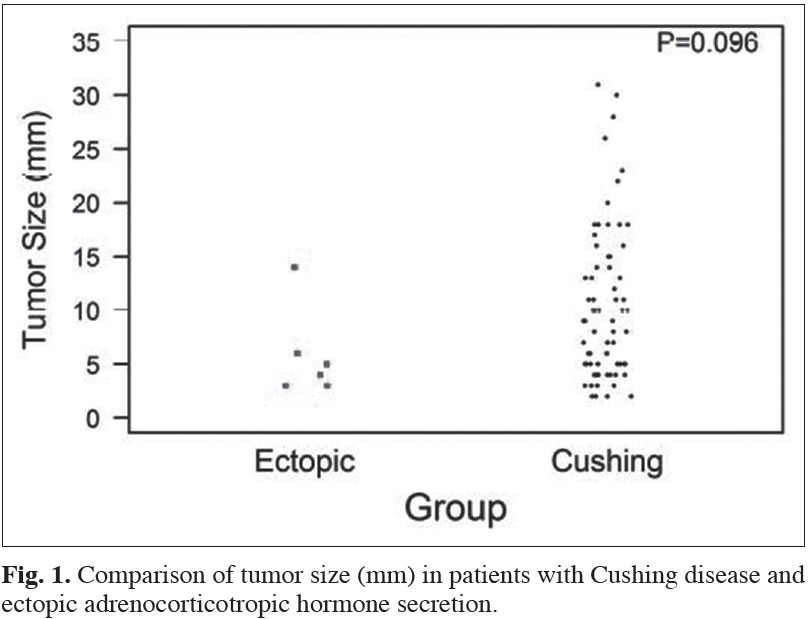 P=0.096
35
30
25
20
15
10
5
0
Tumor Size (mm)
Ectopic
Cushing
Group
Fig. 1. Comparison of tumor size (mm) in patients with Cushing disease and
ectopic adrenocorticotropic hormone secretion.